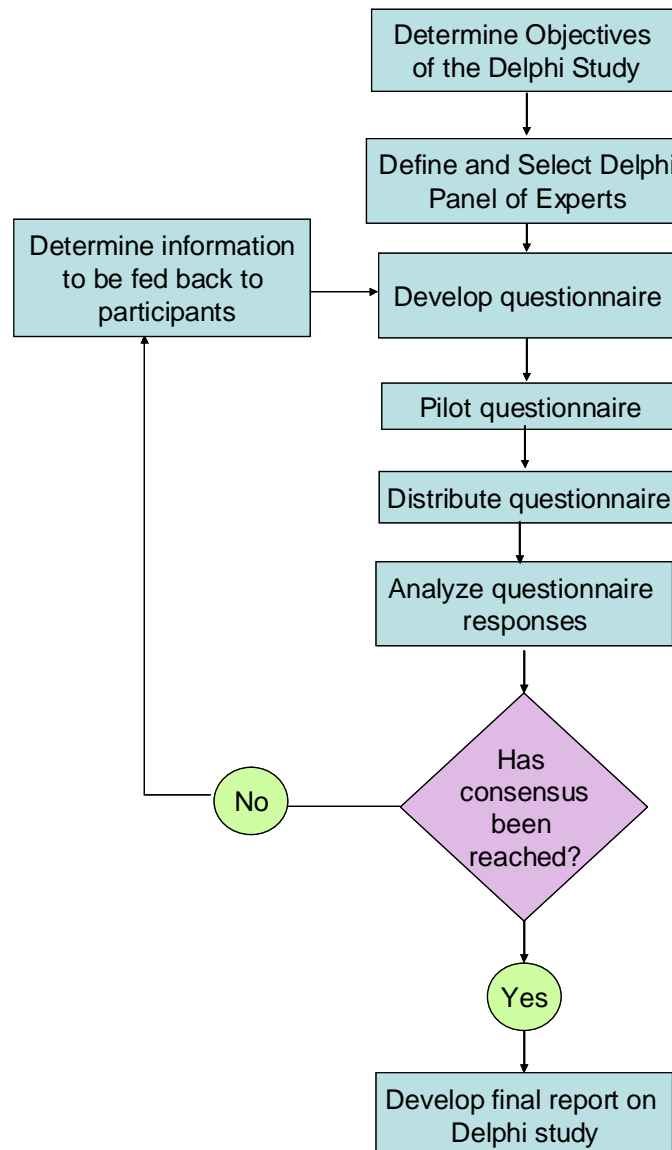 Determine Objectives
of the Delphi Study
Define and Select Delphi
Panel of Experts
Determine information
to be fed back to
participants
Develop questionnaire
Pilot questionnaire
Distribute questionnaire
Analyze questionnaire
responses
Has
consensus
been
reached?
No
Yes
Develop final report on
Delphi study